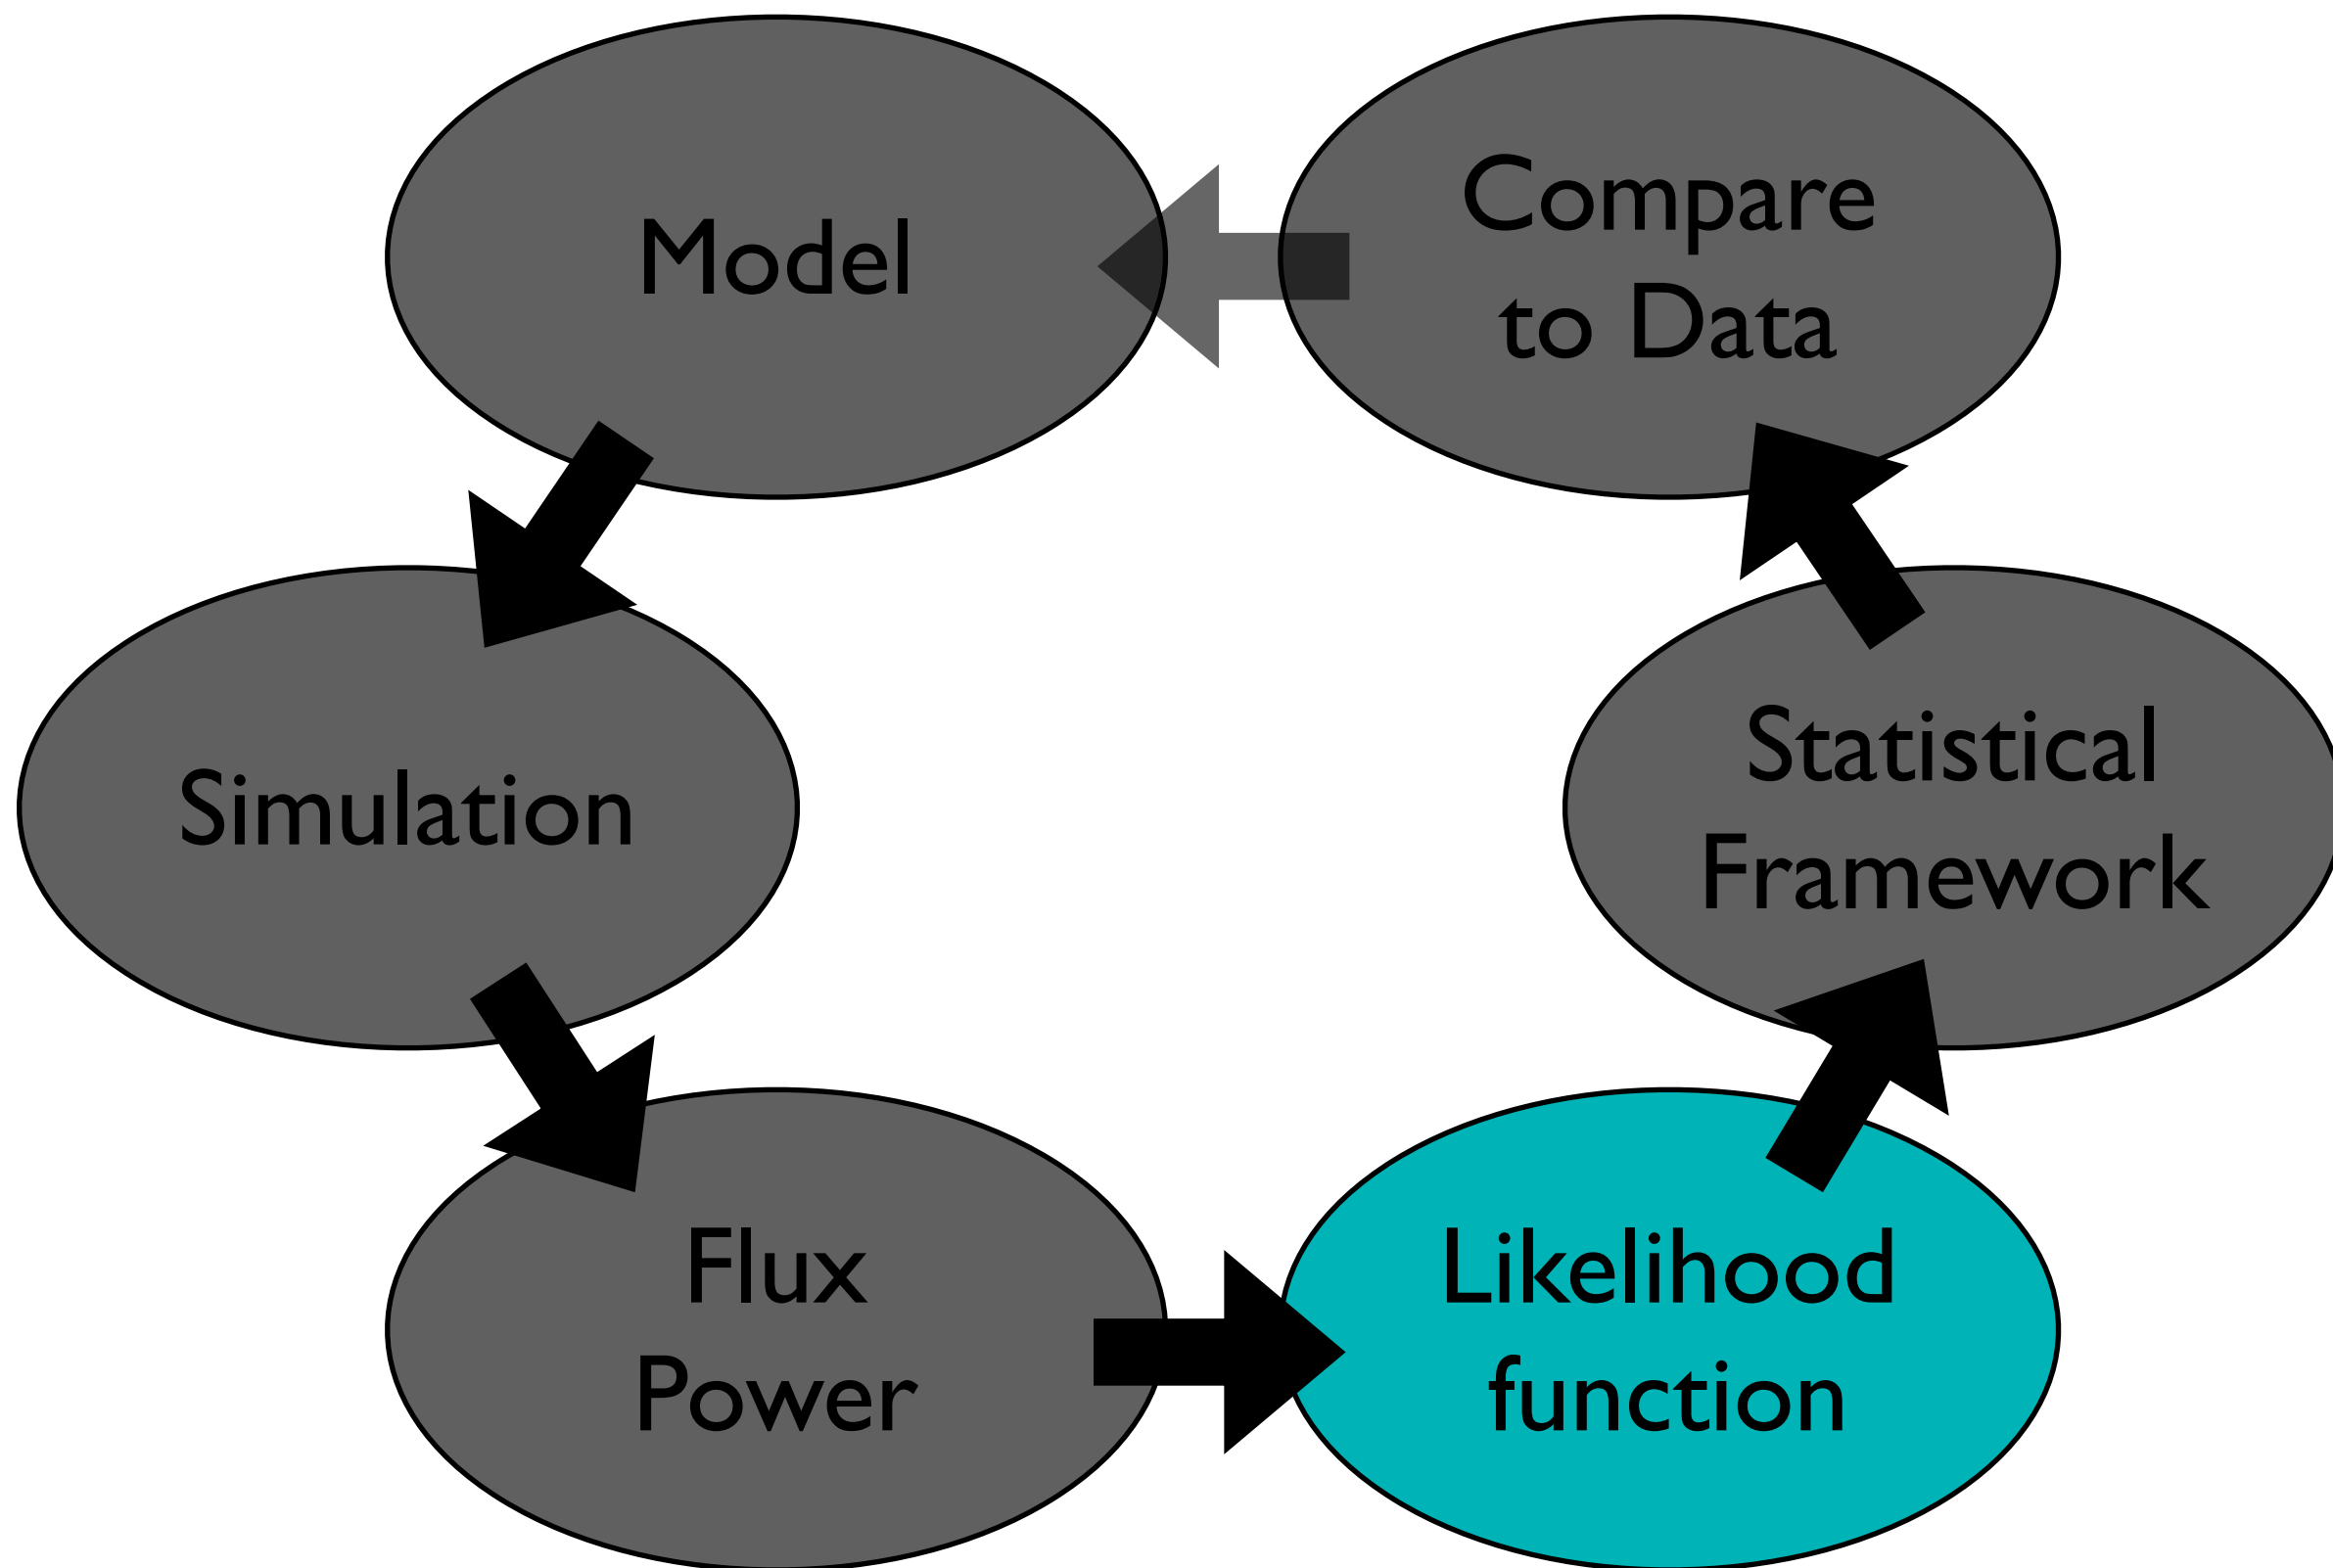 Model
Compare
to Data
Simulation
Statistical
Framework
Flux
Power
Likelihood
function